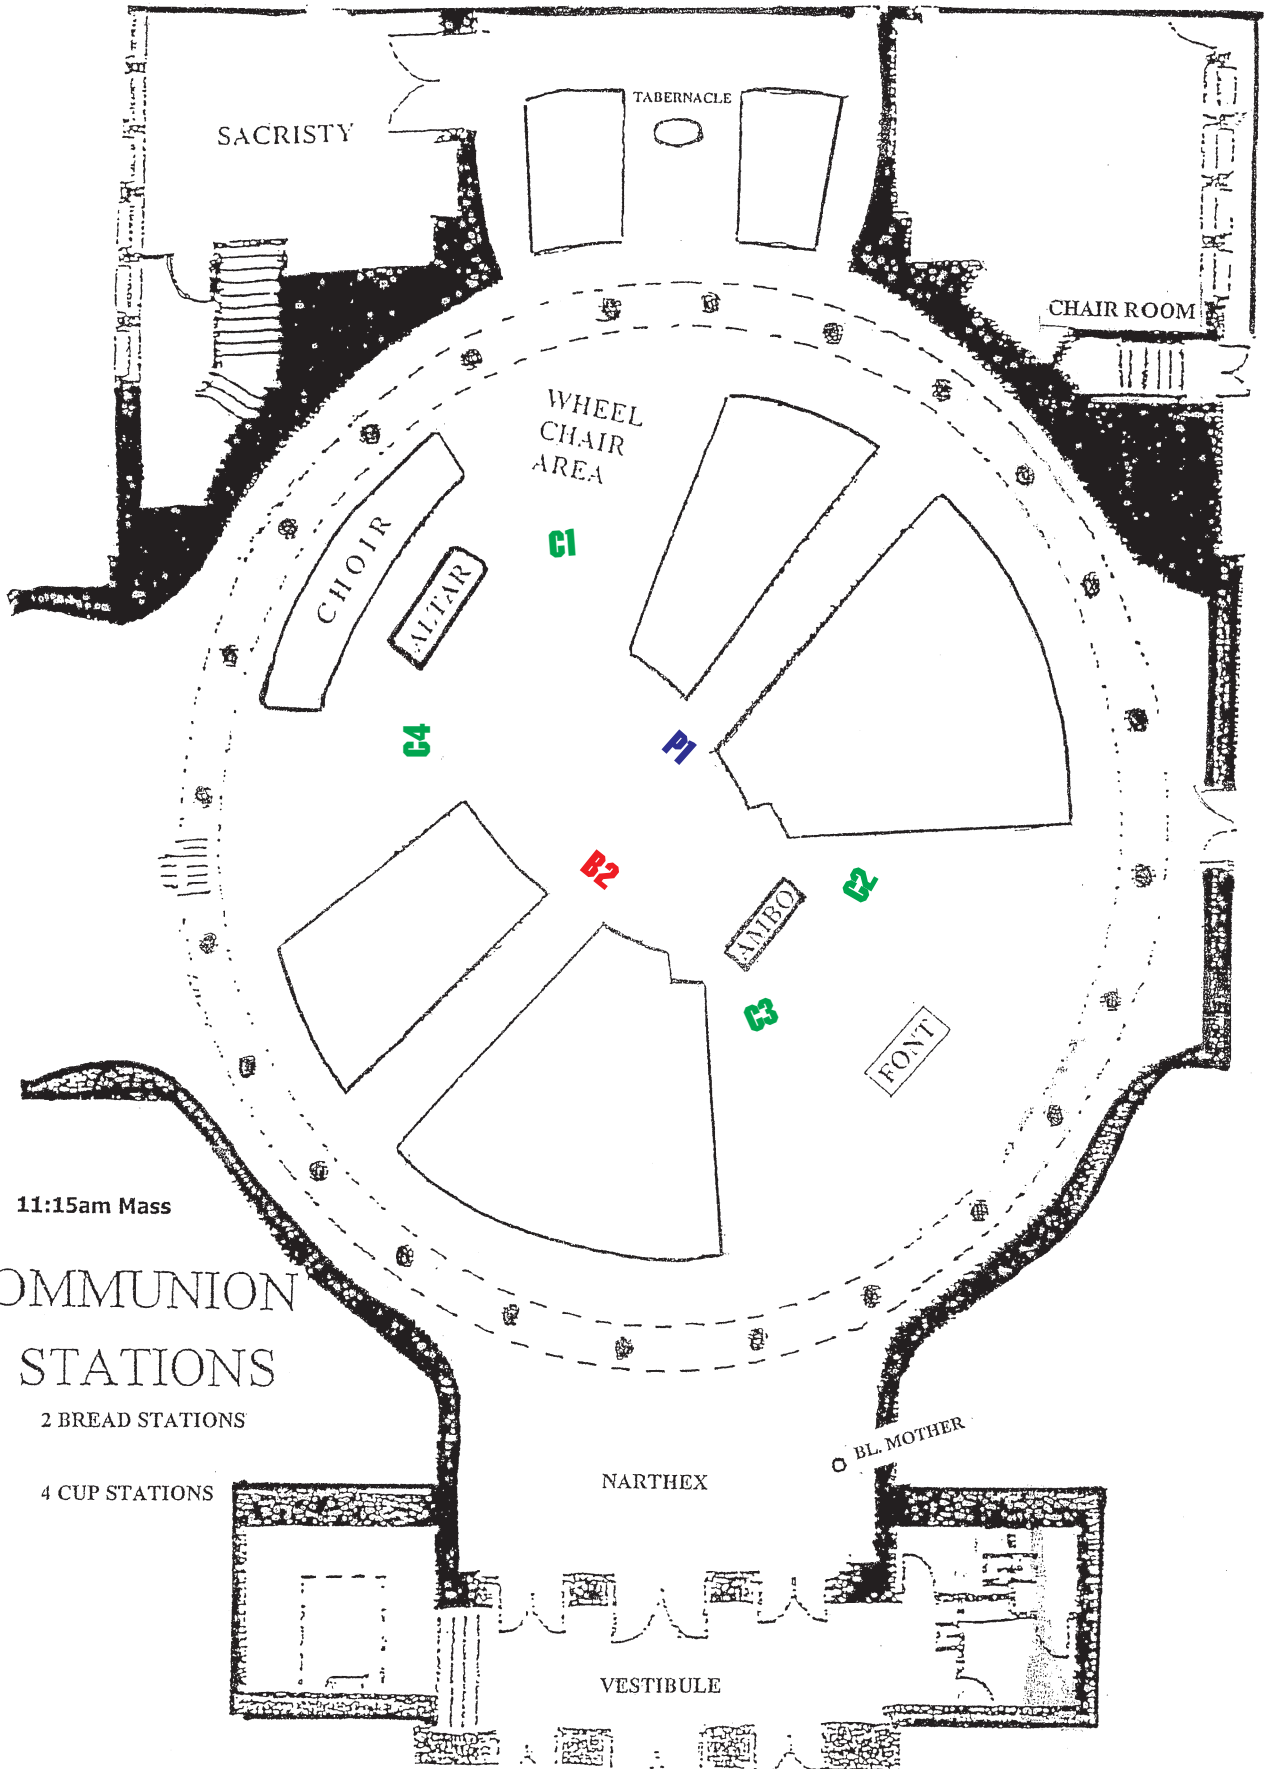 TABERNACLE
SACRISTY
CHAIR ROOM
WHEEL
CHAIR
AREA
CHOIR
ALTAR
C1
C4
P1
B2
C2
AMBO
C3
FONT
11:15am Mass
OMMUNION
STATIONS
2 BREAD STATIONS
4 CUP STATIONS
BL. MOTHER
NARTHEX
VESTIBULE